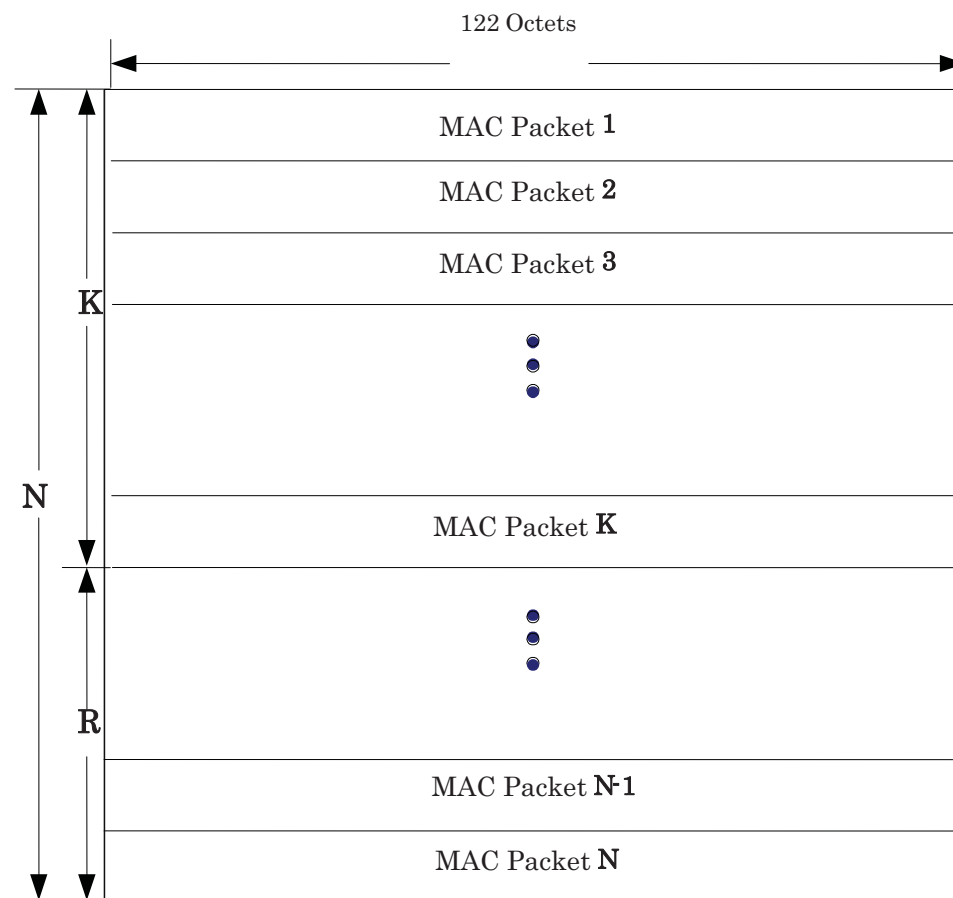 122 Octets
MAC Packet 1
MAC Packet 2
MAC Packet 3
K
N
MAC Packet K
R
MAC Packet N-1
MAC Packet N